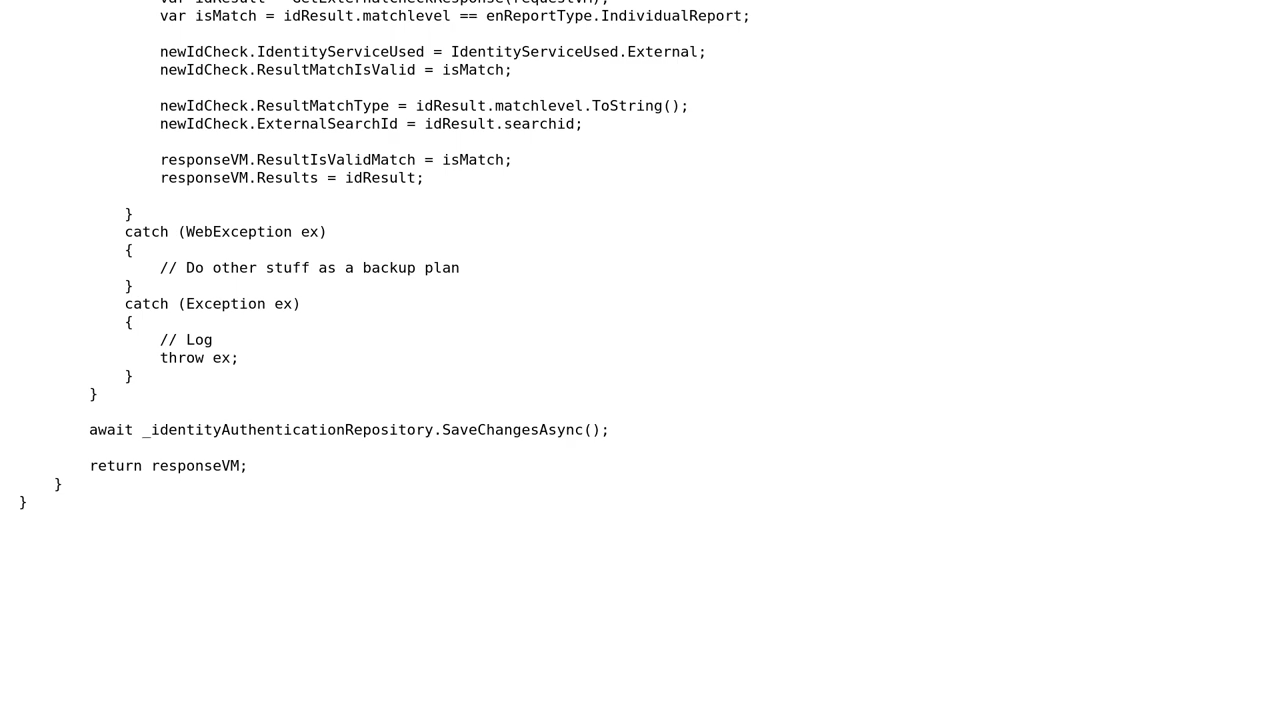 var isMatch = idResult.matchlevel == enReportType.IndividualReport;
newIdCheck.IdentityServiceUsed = IdentityServiceUsed.External;
newIdCheck.ResultMatchIsValid = isMatch;
newIdCheck.ResultMatchType = idResult.matchlevel.ToString();
newIdCheck.ExternalSearchId = idResult.searchid;
responseVM.ResultIsValidMatch = isMatch;
responseVM.Results = idResult;
}
catch (WebException ex)
{
// Do other stuff as a backup plan
}
catch (Exception ex)
{
// Log
throw ex;
}
}
await _identityAuthenticationRepository.SaveChangesAsync();
return responseVM;
}
}